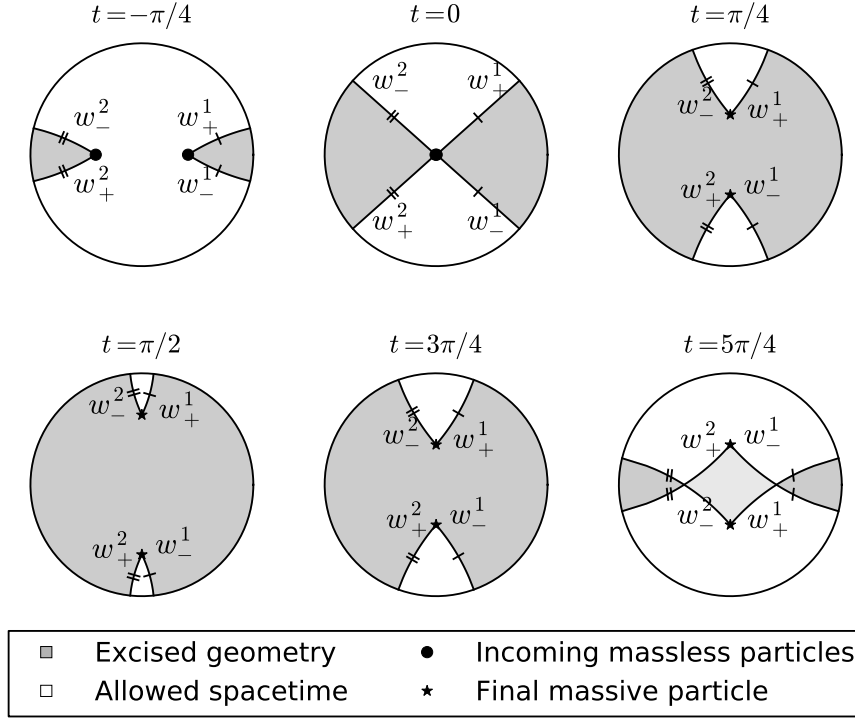 t=−π/4 t=0 t=π/4
w²₋ w¹₊ w²₋ w¹₊ w²₋ w¹₊
w²₊ w¹₋ w²₊ w¹₋ w²₊ w¹₋
t=π/2 t=3π/4 t=5π/4
w²₋ w¹₊ w²₋ w¹₊ w²₊ w¹₋
w²₊ w¹₋ w²₊ w¹₋ w²₋ w¹₊
Excised geometry Incoming massless particles
Allowed spacetime Final massive particle